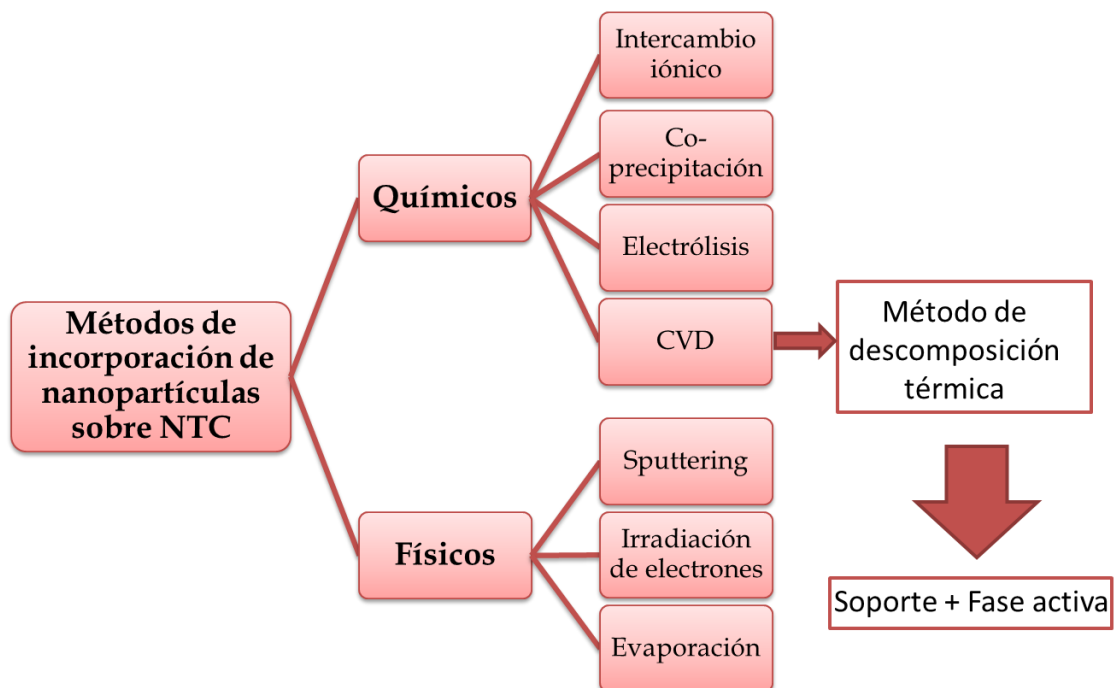 Métodos de
incorporación de
nanopartículas
sobre NTC
Químicos
Intercambio
iónico
Co-
precipitación
Electrólisis
CVD
Método de
descomposición
térmica
Físicos
Sputtering
Irradiación
de electrones
Evaporación
Soporte + Fase activa